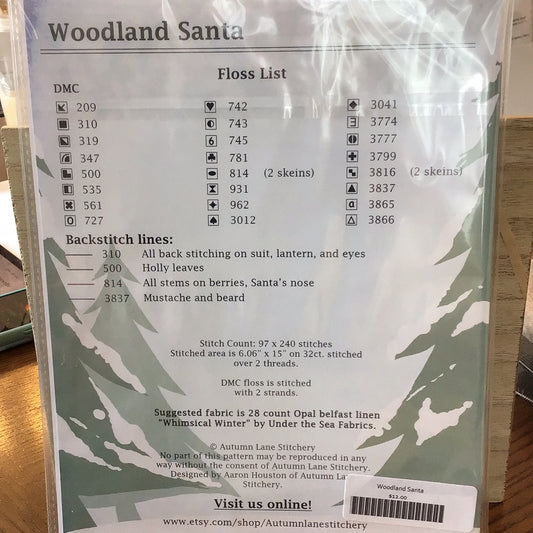 Woodland Santa
Floss List
DMC
209 742 3041
310 743 3774
319 745 3777
347 781 3799
500 814 (2 skeins) 3816 (2 skeins)
535 931 3837
561 962 3865
727 3012 3866
Backstitch lines:
310 All back stitching on suit, lantern, and eyes
500 Holly leaves
814 All stems on berries, Santa's nose
3837 Mustache and beard
Stitch Count: 97 x 240 stitches
Stitched area is 6.06" x 15" on 32ct. stitched
over 2 threads.
DMC floss is stitched
with 2 strands.
Suggested fabric is 28 count Opal belfast linen
"Whimsical Winter" by Under the Sea Fabrics.
© Autumn Lane Stitchery
No part of this pattern may be reproduced in any
way without the consent of Autumn Lane Stitchery.
Designed by Aaron Houston of Autumn
Stitchery.
Visit us online!
www.etsy.com/shop/Autumnlanestitchery
Woodland Santa
$12.00